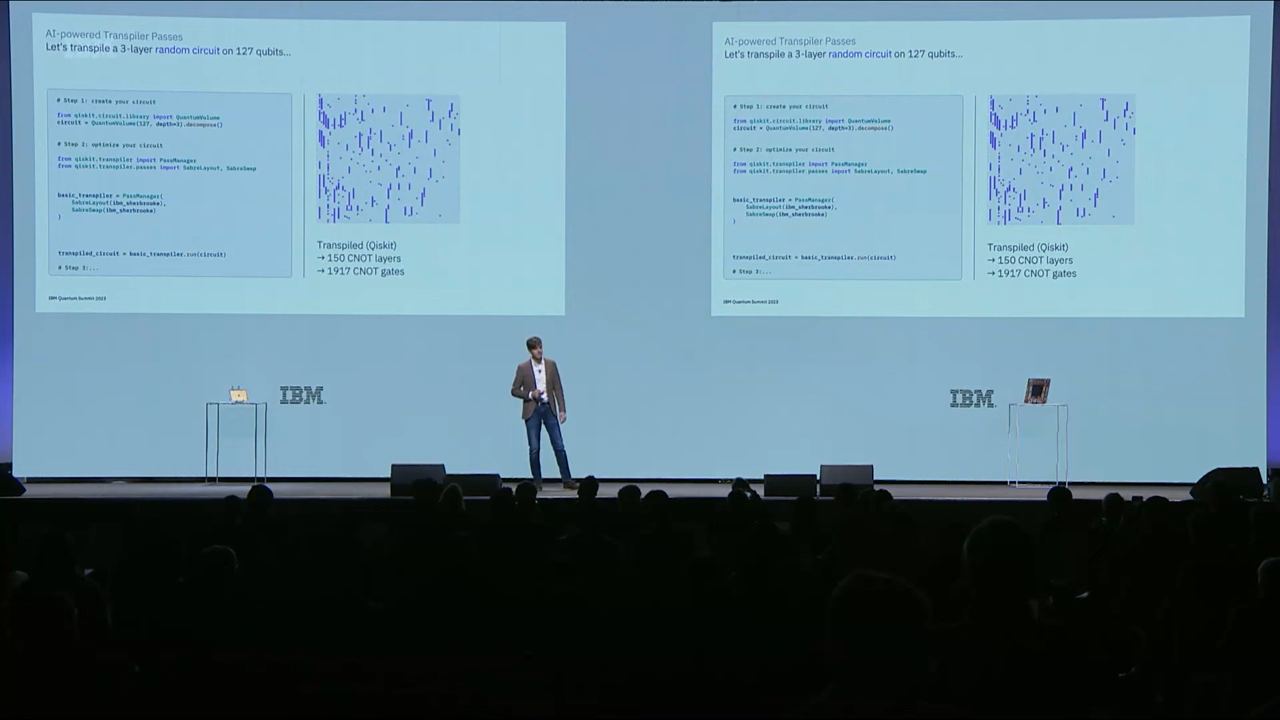 AI-powered Transpiler Passes
Let's transpile a 3-layer random circuit on 127 qubits...
# Step 1: create your circuit
from qiskit.circuit.library import QuantumVolume
circuit = QuantumVolume(127, depth=3).decompose()
# Step 2: optimize your circuit
from qiskit.transpiler import PassManager
from qiskit.transpiler.passes import SabreLayout, SabreSwap
basic_transpiler = PassManager(
SabreLayout(ibm_sherbrooke),
SabreSwap(ibm_sherbrooke)
)
transpiled_circuit = basic_transpiler.run(circuit)
# Step 3:...
Transpiled (Qiskit)
→ 150 CNOT layers
→ 1917 CNOT gates
IBM Quantum Summit 2023
AI-powered Transpiler Passes
Let's transpile a 3-layer random circuit on 127 qubits...
# Step 1: create your circuit
from qiskit.circuit.library import QuantumVolume
circuit = QuantumVolume(127, depth=3).decompose()
# Step 2: optimize your circuit
from qiskit.transpiler import PassManager
from qiskit.transpiler.passes import SabreLayout, SabreSwap
basic_transpiler = PassManager(
SabreLayout(ibm_sherbrooke),
SabreSwap(ibm_sherbrooke)
)
transpiled_circuit = basic_transpiler.run(circuit)
# Step 3:...
Transpiled (Qiskit)
→ 150 CNOT layers
→ 1917 CNOT gates
IBM Quantum Summit 2023
IBM
IBM